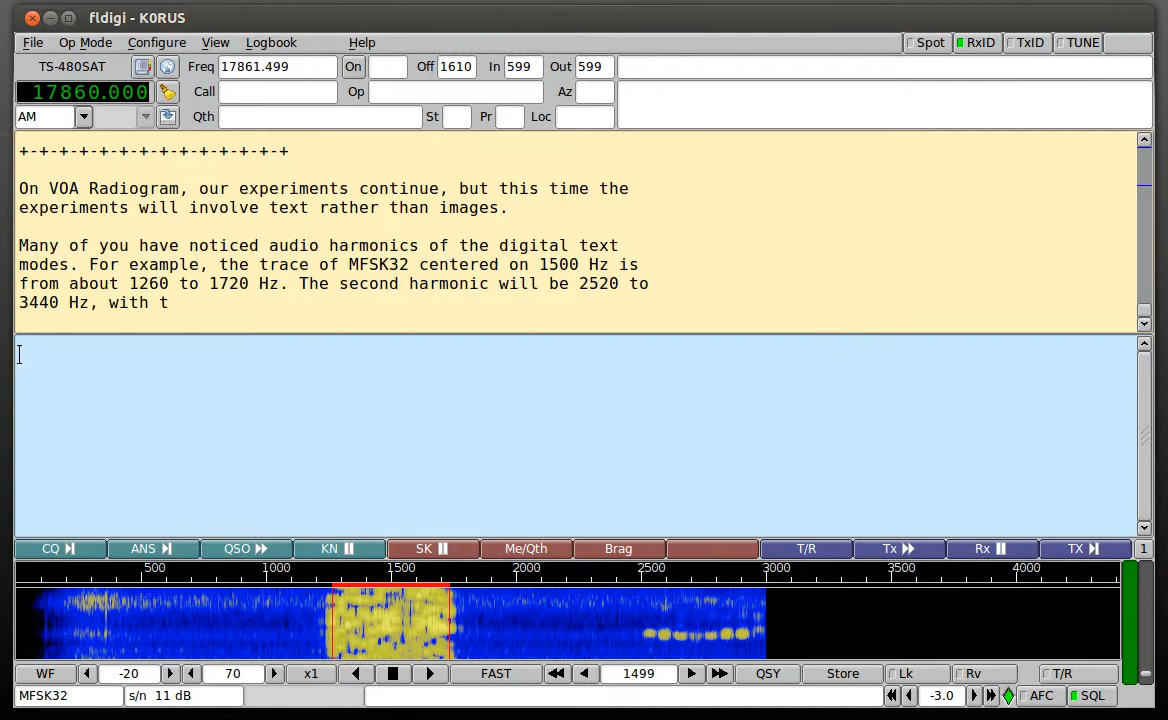 fldigi - K0RUS
File Op Mode Configure View Logbook Help Spot RxID TxID TUNE
TS-480SAT Freq 17861.499 On Off 1610 In 599 Out 599
17860.000 Call Op Az
AM Qth St Pr Loc
+-+-+-+-+-+-+-+-+-+-+-+-+-+
On VOA Radiogram, our experiments continue, but this time the
experiments will involve text rather than images.
Many of you have noticed audio harmonics of the digital text
modes. For example, the trace of MFSK32 centered on 1500 Hz is
from about 1260 to 1720 Hz. The second harmonic will be 2520 to
3440 Hz, with t
CQ ANS QSO KN SK Me/Qth Brag T/R Tx Rx TX 1
500 1000 1500 2000 2500 3000 3500 4000
WF -20 70 x1 FAST 1499 QSY Store Lk Rv T/R
MFSK32 s/n 11 dB -3.0 AFC SQL